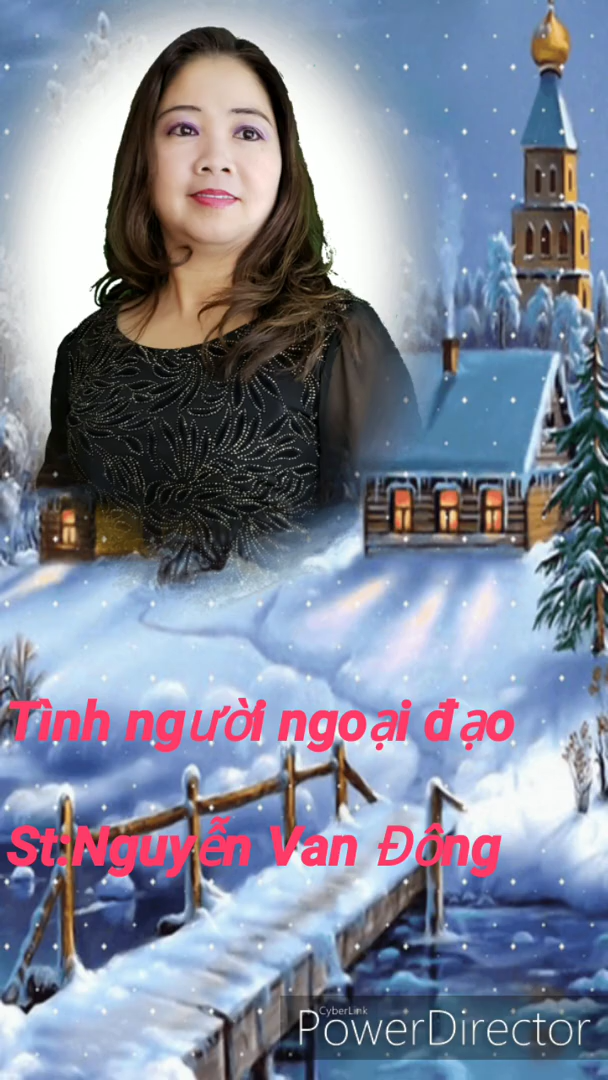 Tình người ngoại đạo
St:Nguyễn Van Đông
CyberLink
PowerDirector